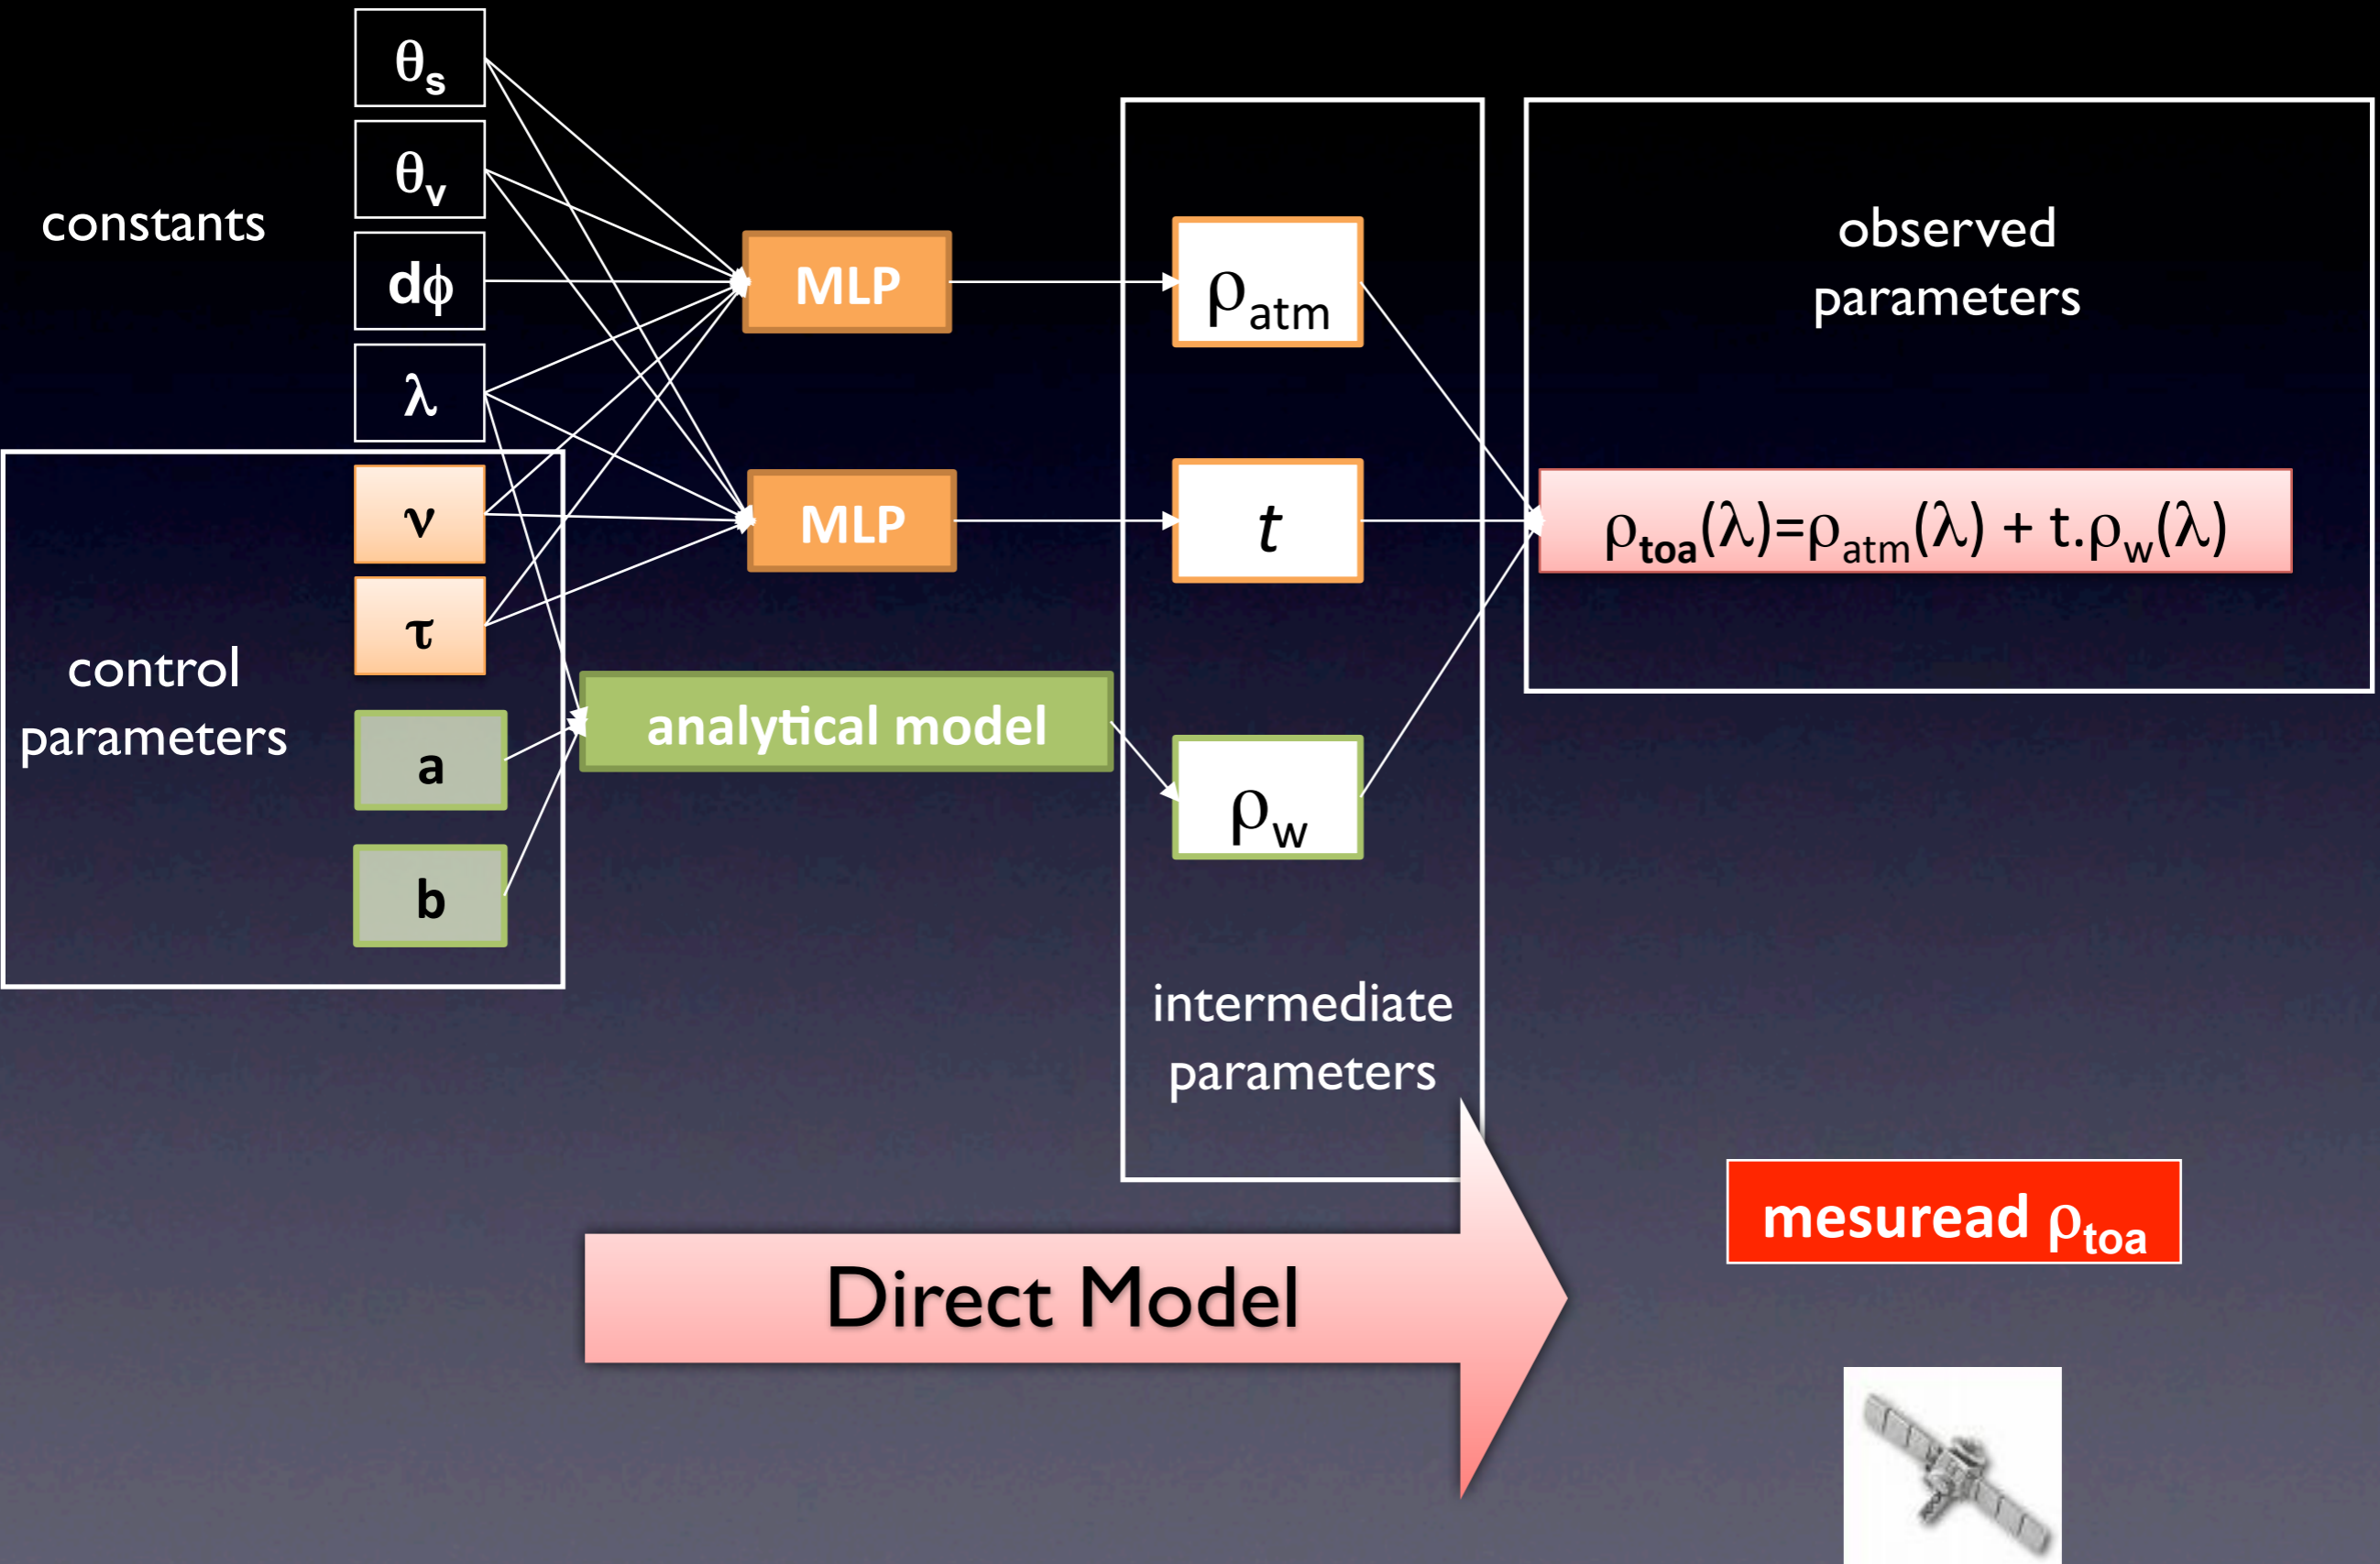 constants
θs
θv
dϕ
λ
control
parameters
ν
τ
a
b
MLP
MLP
analytical model
ρatm
t
ρw
intermediate
parameters
observed
parameters
ρtoa(λ)=ρatm(λ) + t.ρw(λ)
Direct Model
mesuread ρtoa